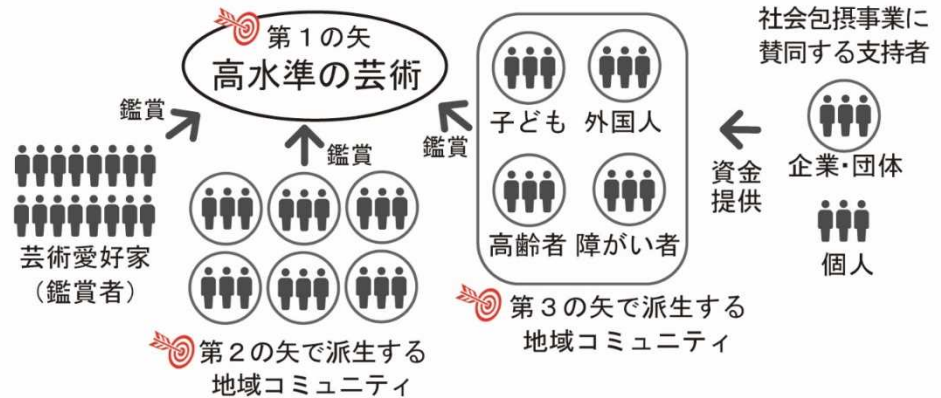 第１の矢
高水準の芸術
鑑賞
鑑賞
鑑賞
芸術愛好家
（鑑賞者）
第２の矢で派生する
地域コミュニティ
子ども
外国人
高齢者
障がい者
第３の矢で派生する
地域コミュニティ
社会包摂事業に
賛同する支持者
資金
提供
企業・団体
個人